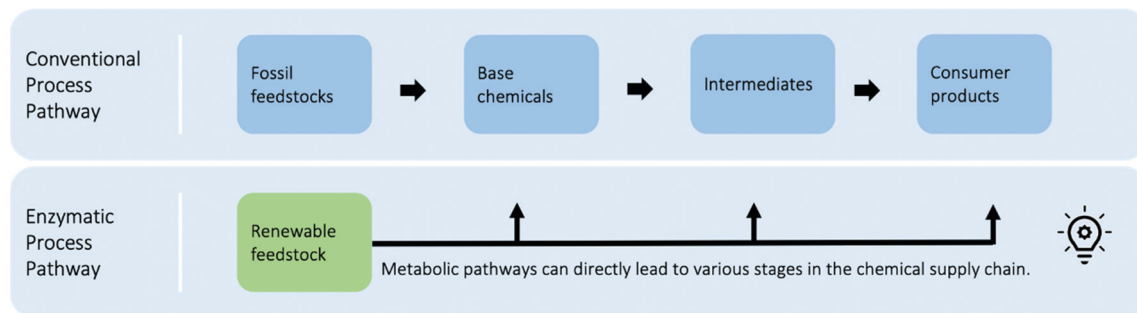 Conventional
Process
Pathway
Fossil
feedstocks
Base
chemicals
Intermediates
Consumer
products
Enzymatic
Process
Pathway
Renewable
feedstock
Metabolic pathways can directly lead to various stages in the chemical supply chain.